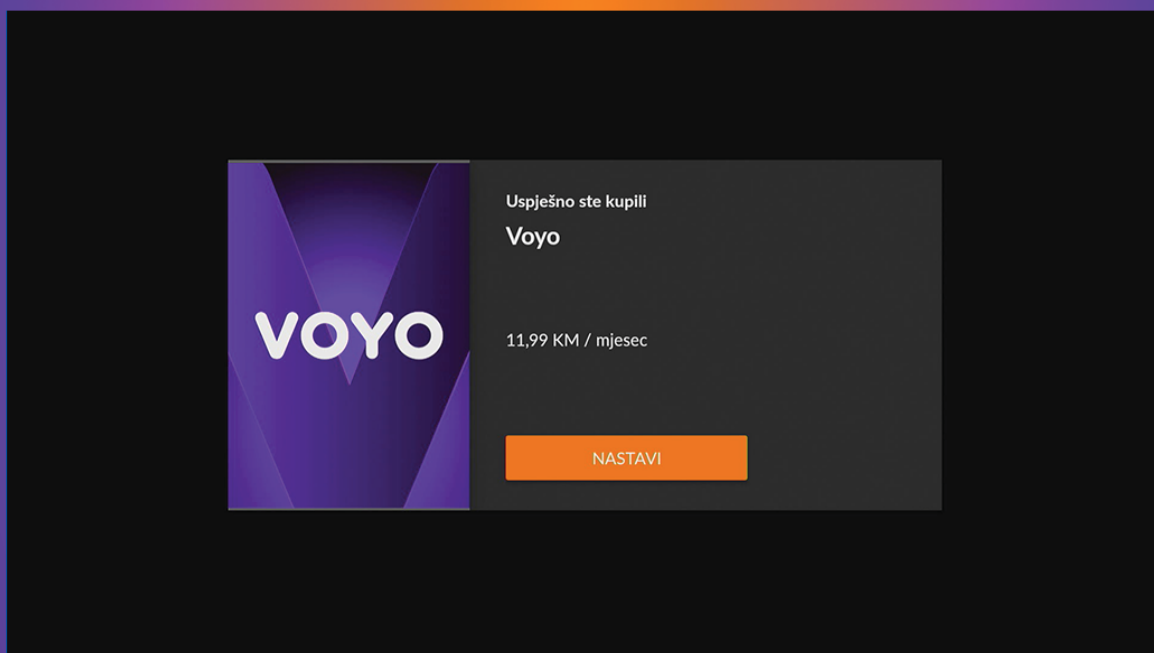 VOYO
Uspješno ste kupili
Voyo
11,99 KM / mjesec
NASTAVI